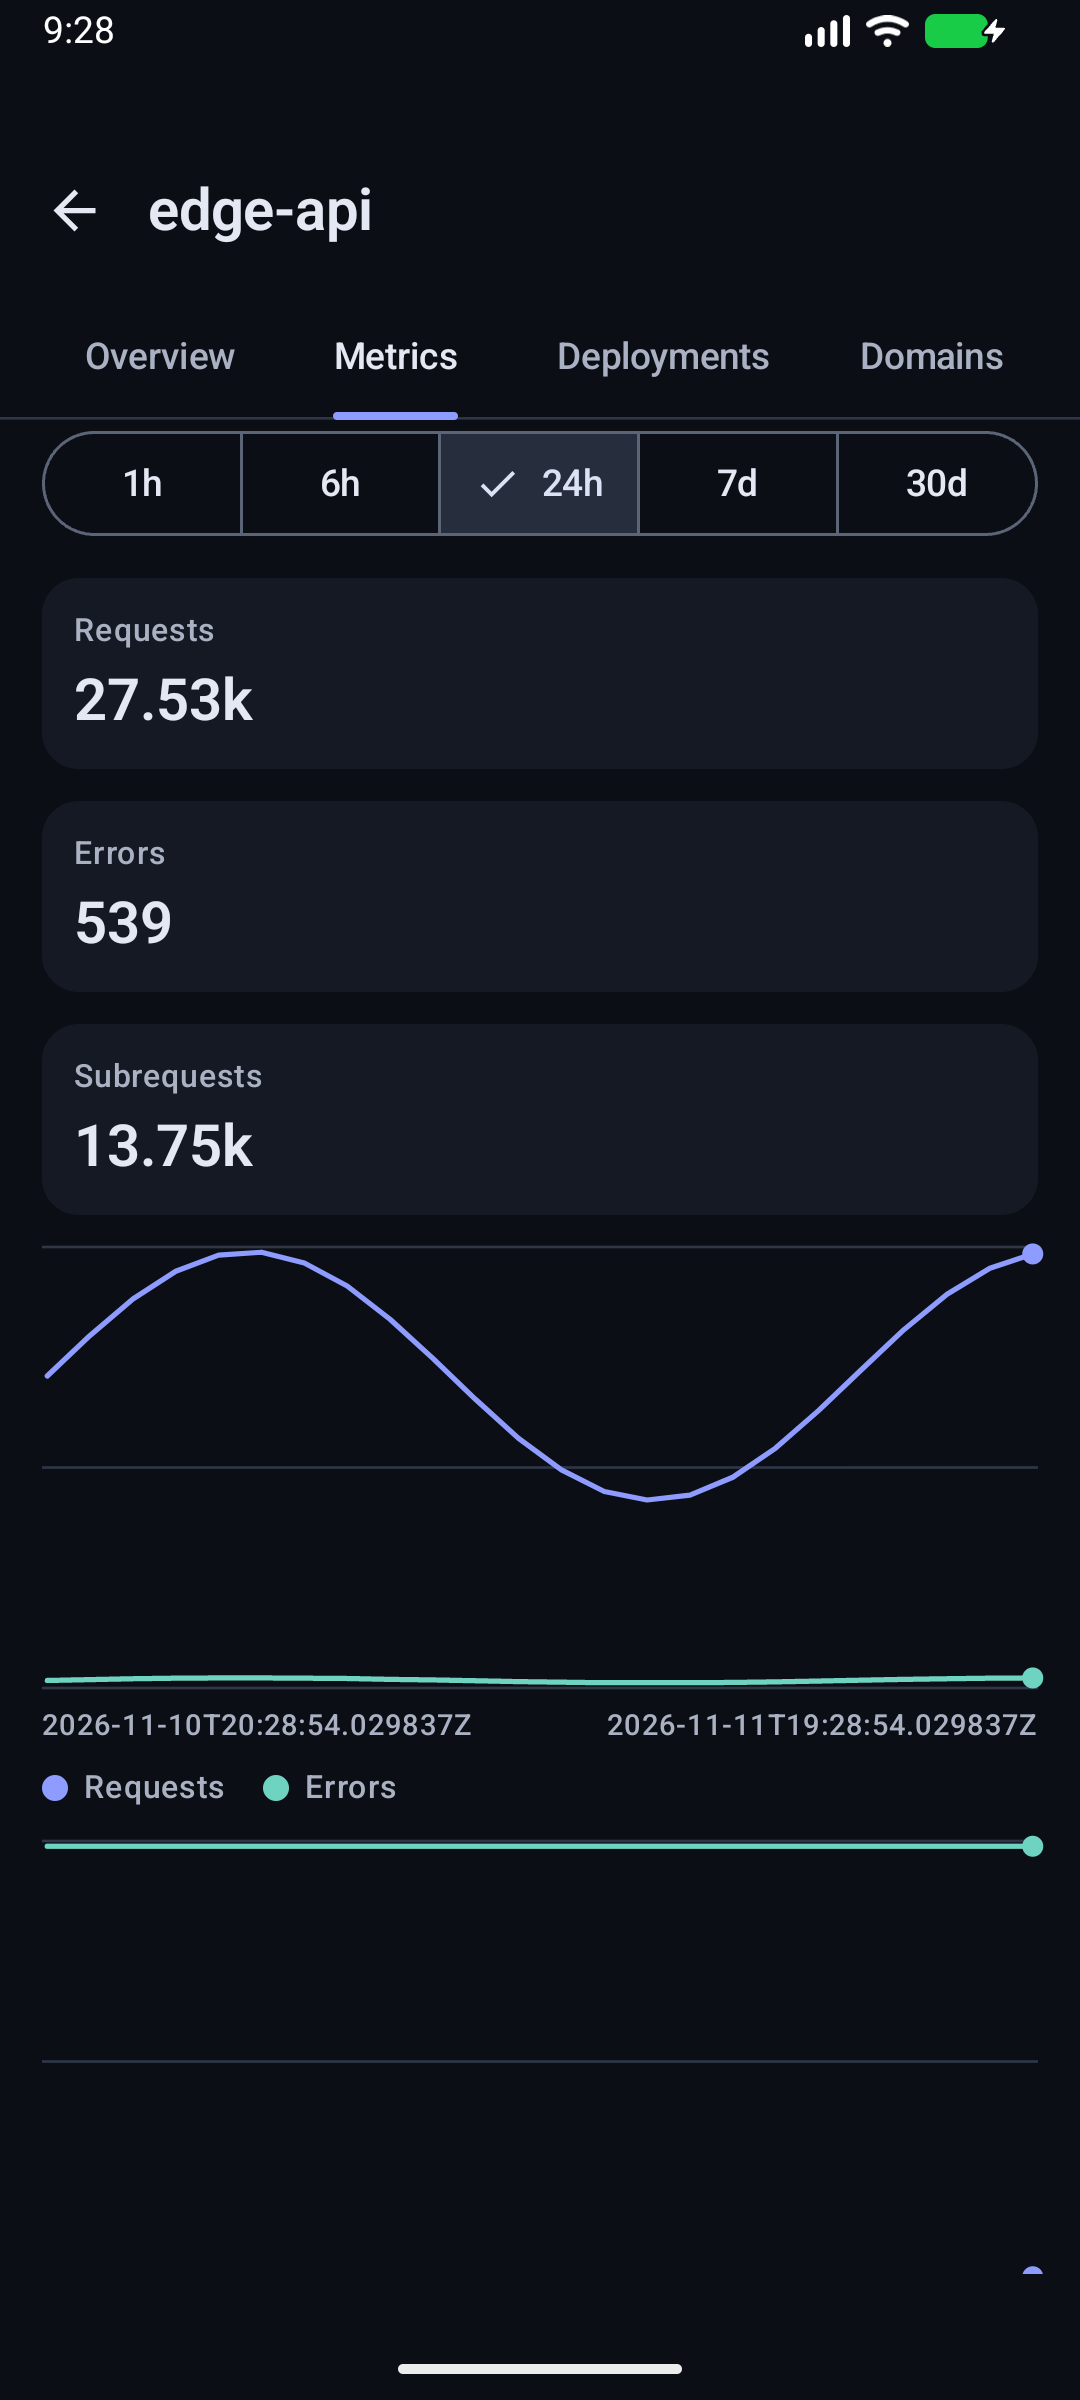 9:28
edge-api
Overview Metrics Deployments Domains
1h 6h 24h 7d 30d
Requests
27.53k
Errors
539
Subrequests
13.75k
2026-11-10T20:28:54.029837Z 2026-11-11T19:28:54.029837Z
Requests Errors